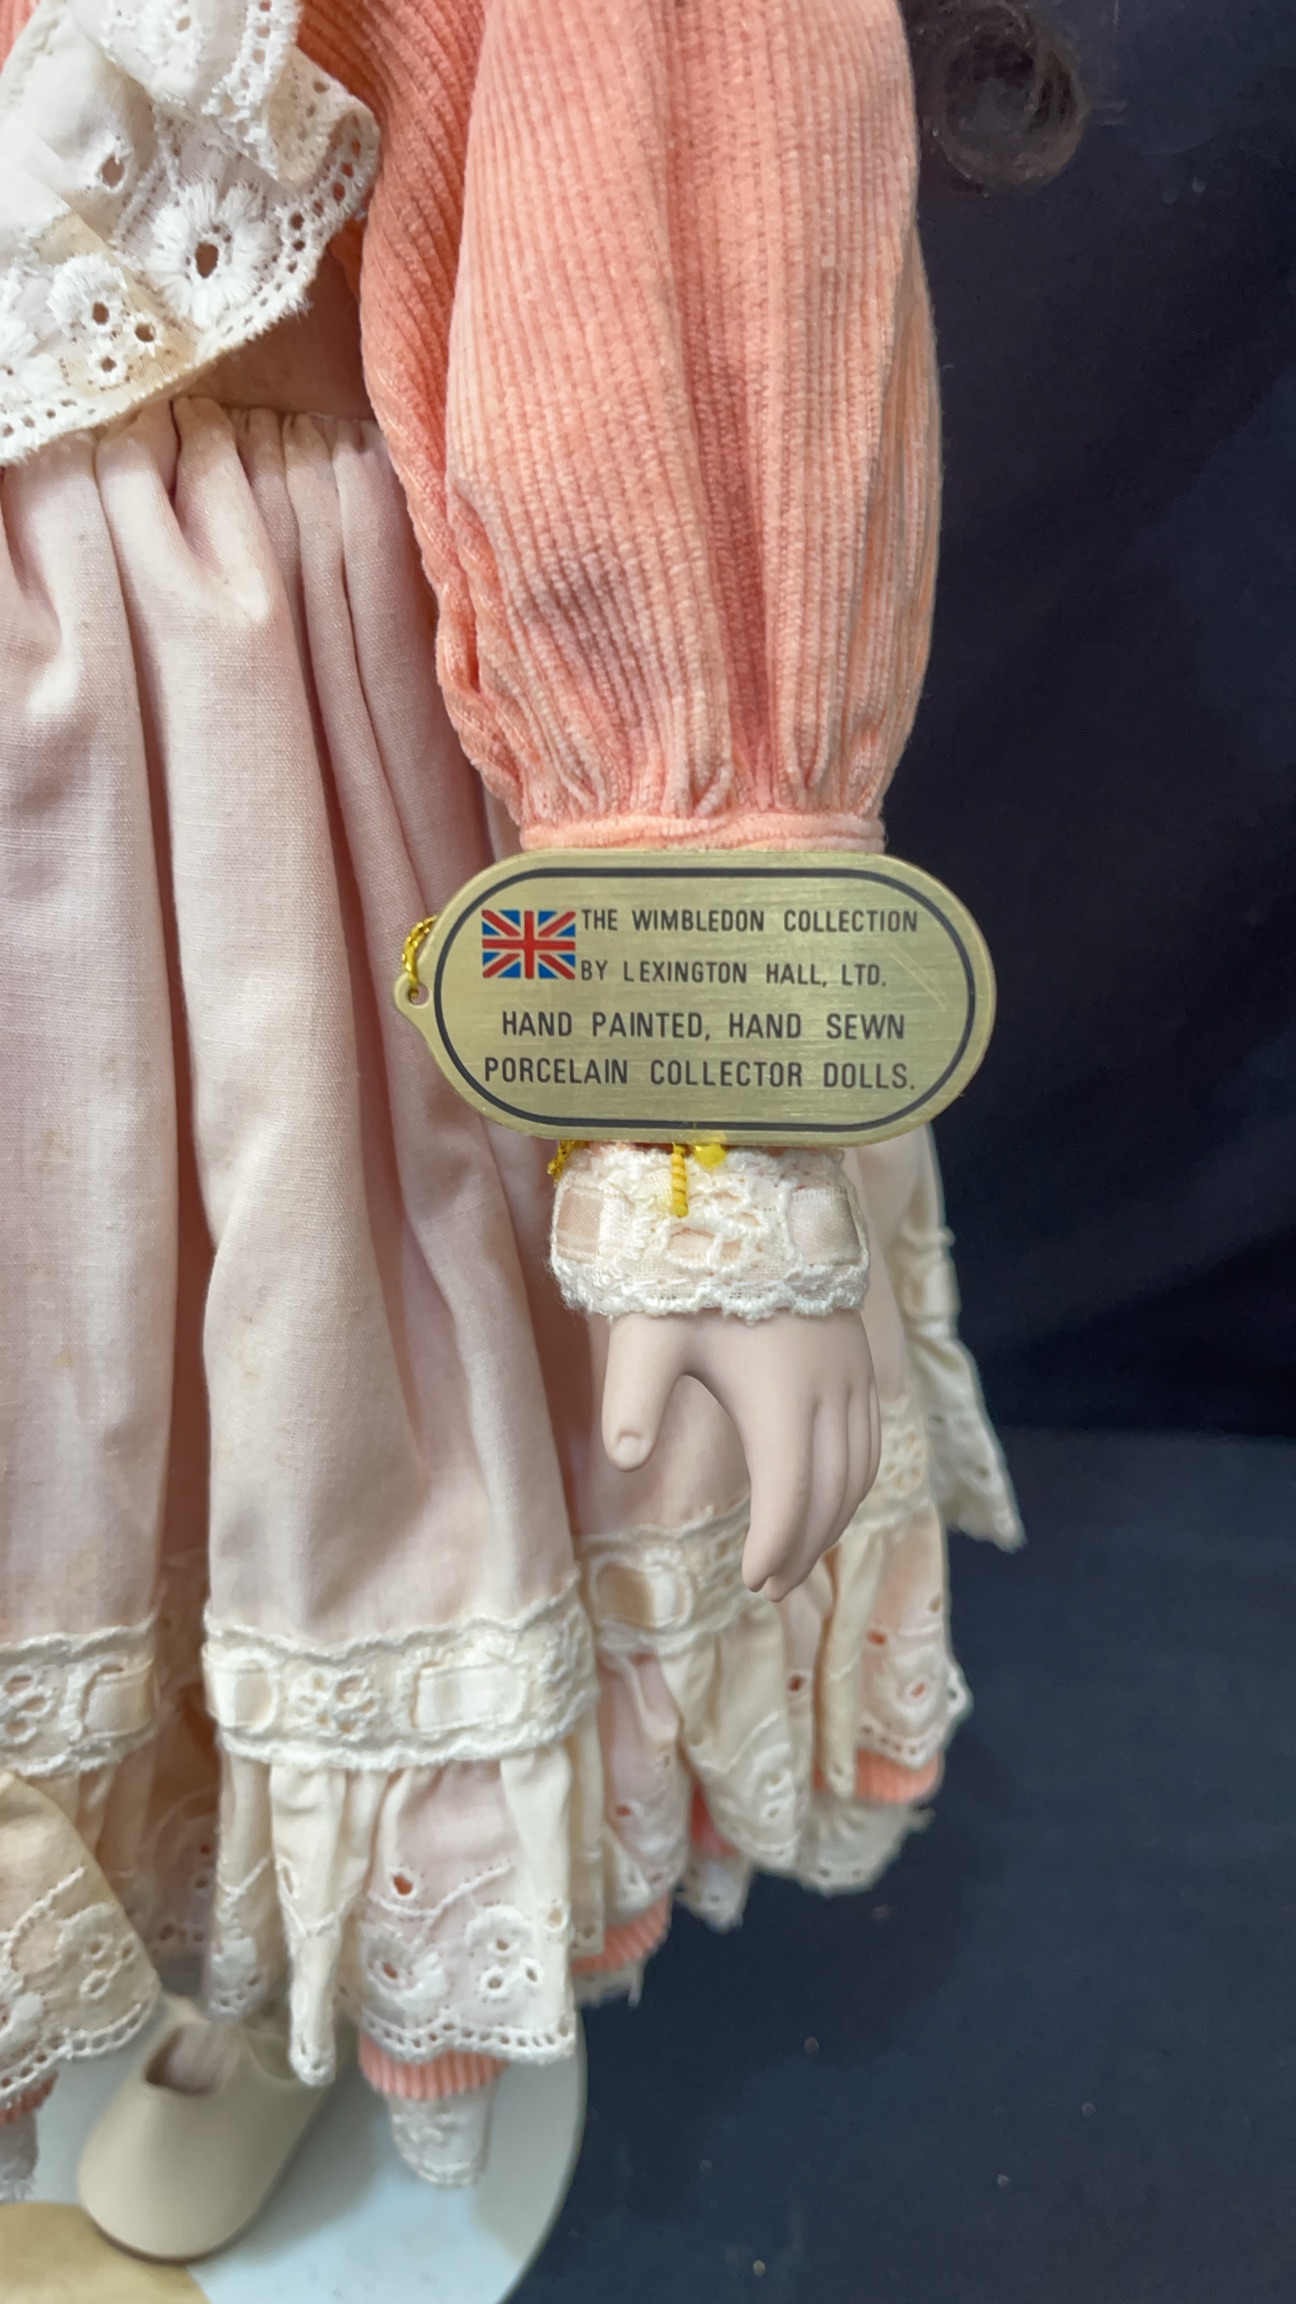 THE WIMBLEDON COLLECTION
BY LEXINGTON HALL, LTD.
HAND PAINTED, HAND SEWN
PORCELAIN COLLECTOR DOLLS.